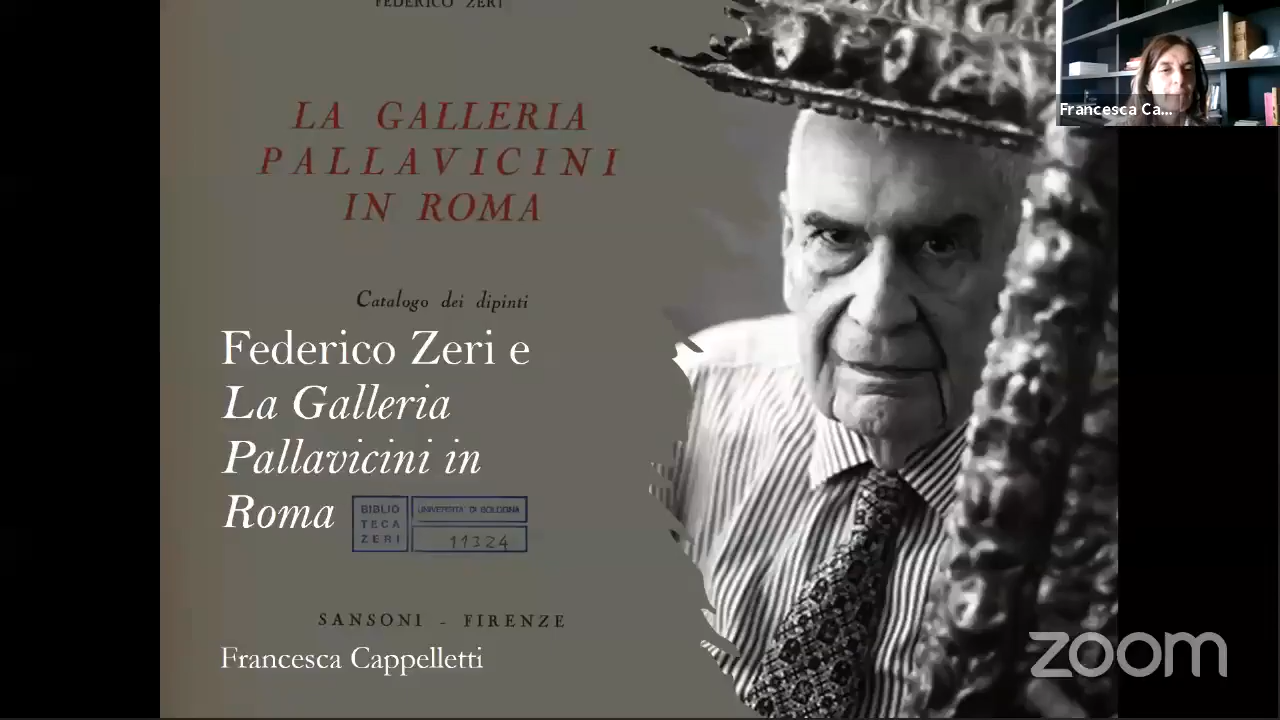 FEDERICO ZERI
LA GALLERIA
PALLAVICINI
IN ROMA
Catalogo dei dipinti
Federico Zeri e
La Galleria
Pallavicini in
Roma
BIBLIO
TECA
ZERI
UNIVERSITA' DI BOLOGNA
11324
SANSONI - FIRENZE
Francesca Cappelletti
Francesca Ca...
zoom